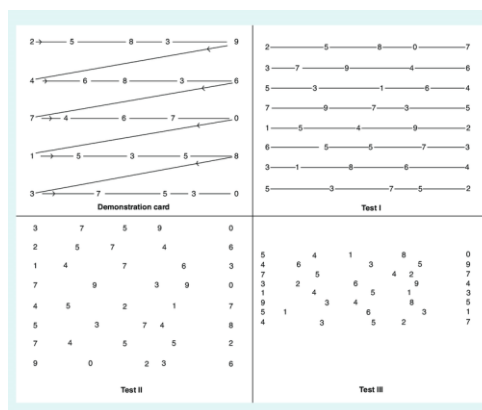 2 5 8 3 9
4 6 8 3 6
7 4 6 7 0
1 5 3 5 8
3 7 5 3 0
Demonstration card
2 5 8 0 7
3 7 9 4 6
5 3 1 6 4
7 9 7 3 5
1 5 4 9 2
6 5 5 7 3
3 1 8 6 4
5 3 7 5 2
Test I
3 7 5 9 0
2 5 7 4 6
1 4 7 6 3
7 9 3 9 0
4 5 2 1 7
5 3 7 4 8
7 4 5 5 2
9 0 2 3 6
Test II
5 4 1 8 0
4 6 3 5 9
7 5 4 2 7
3 2 6 9 4
1 4 5 1 3
9 3 4 8 5
5 1 6 3 1
4 3 5 2 7
Test III